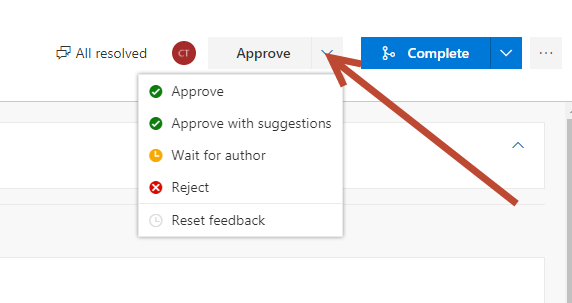 All resolved
CT
Approve
Complete
Approve
Approve with suggestions
Wait for author
Reject
Reset feedback